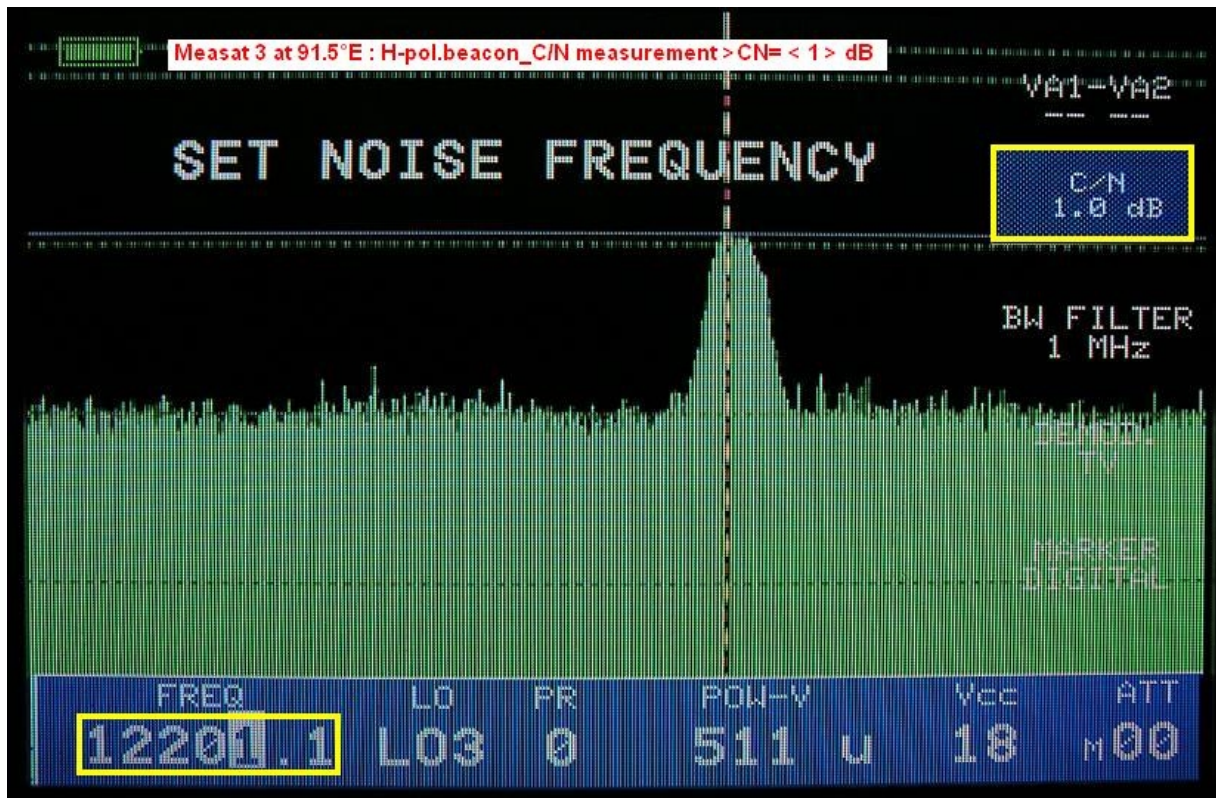 Measat 3 at 91.5°E : H-pol.beacon_C/N measurement > CN= < 1 > dB
VA1-VA2
--- ---
SET NOISE FREQUENCY
C/N
1.0 dB
BW FILTER
1 MHz
DEMOD.
TV
MARKER
DIGITAL
FREQ LO PR POW-V Vcc ATT
12201.1 LO3 0 511 u 18 M00